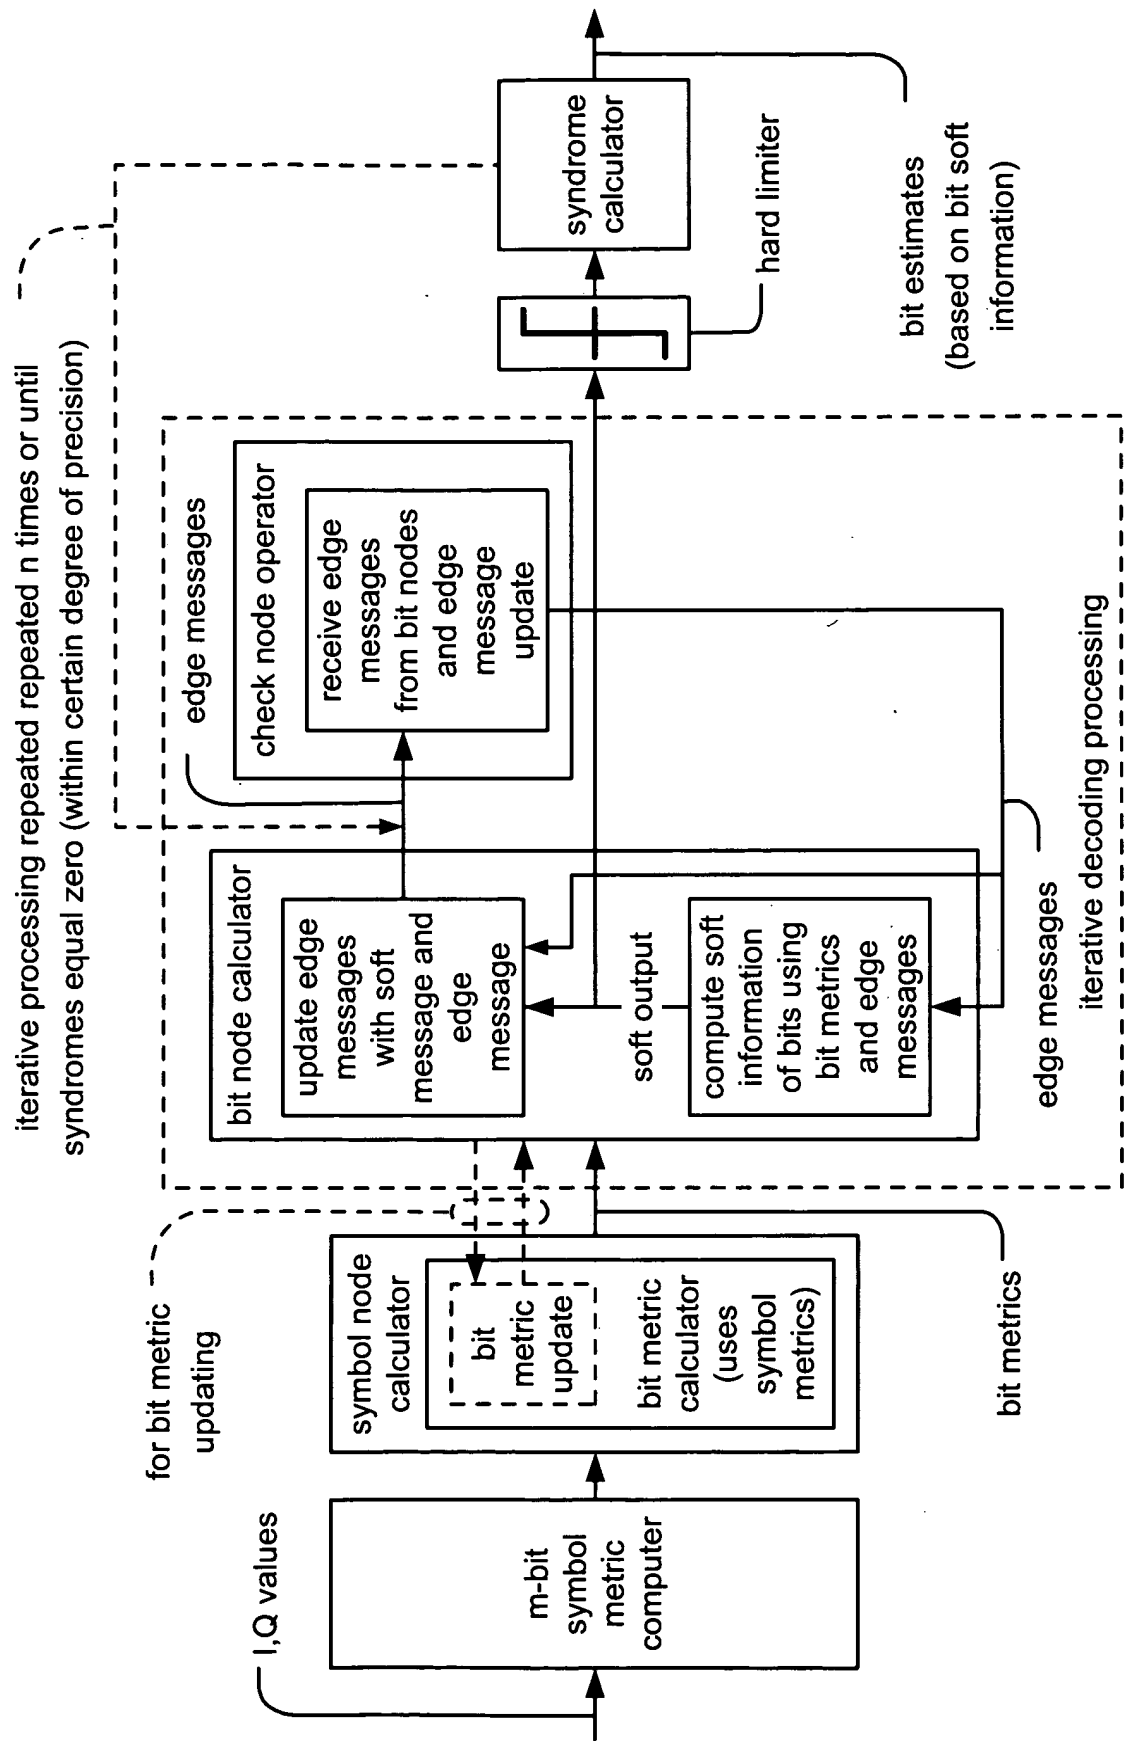 iterative processing repeated repeated n times or until
syndromes equal zero (within certain degree of precision)
for bit metric
updating
I,Q values
m-bit
symbol
metric
computer
symbol node
calculator
bit
metric
update
bit metric
calculator
(uses
symbol
metrics)
bit metrics
bit node calculator
update edge
messages
with soft
message and
edge
message
soft output
compute soft
information
of bits using
bit metrics
and edge
messages
edge messages
check node operator
receive edge
messages
from bit nodes
and edge
message
update
edge messages
iterative decoding processing
hard limiter
syndrome
calculator
bit estimates
(based on bit soft
information)